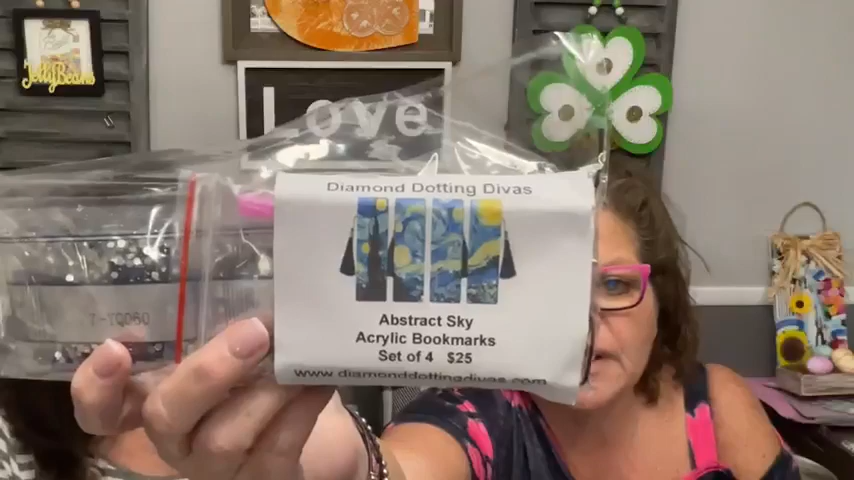 JellyBeans
Love
Diamond Dotting Divas
Abstract Sky
Acrylic Bookmarks
Set of 4 $25
www.diamonddottingdivas.com